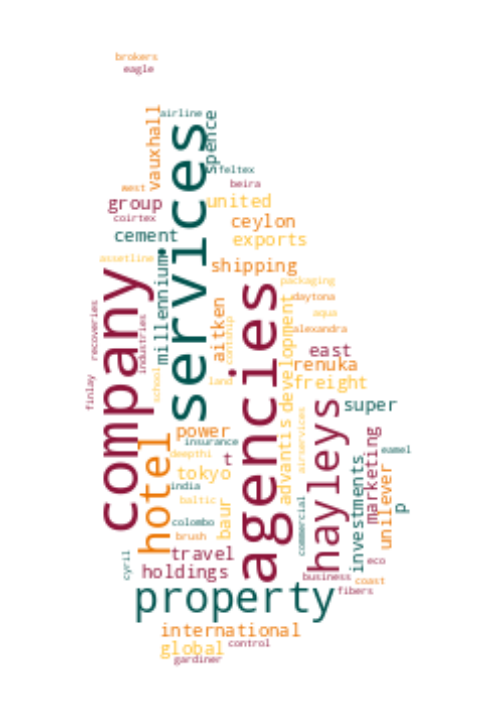 brokers
eagle
airline
vauxhall
spence
services
feltex
west
beira
group
united
coirtex
ceylon
cement
exports
assetline
millennium
shipping
company
packaging
agencies
daytona
development
aitken
recoveries
aqua
contship
alexandra
industries
east
renuka
school
land
freight
finlay
hayleys
super
airservices
power
hotel
advantis
marketing
insurance
eamel
deepthi
t
tokyo
investments
unilever
india
baltic
baur
p
commercial
colombo
brush
travel
cyril
eco
holdings
business
coast
property
fibers
international
global
control
gardiner